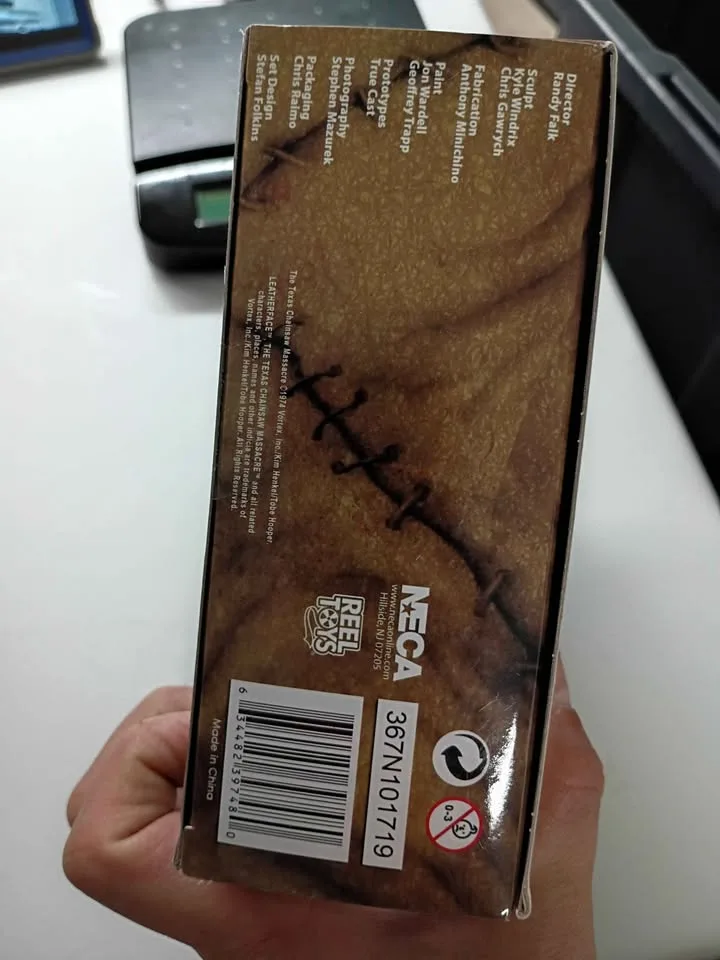 Director
Randy Falk
Sculpt
Kyle Windrix
Chris Gawrych
Fabrication
Anthony Minichino
Paint
Jon Wardell
Geoffrey Trapp
Prototypes
True Cast
Photography
Stephen Mazurek
Packaging
Chris Raimo
Set Design
Stefan Folkins
The Texas Chainsaw Massacre ©1974 Vortex, Inc./Kim Henkel/Tobe Hooper.
LEATHERFACE™ THE TEXAS CHAINSAW MASSACRE™ and all related
characters, places, names and other indicia are trademarks of
Vortex, Inc./Kim Henkel/Tobe Hooper. All Rights Reserved.
NECA
www.necaonline.com
Hillside, NJ 07205
REEL
TOYS
0-3
367N101719
6 34482 39748 0
Made in China